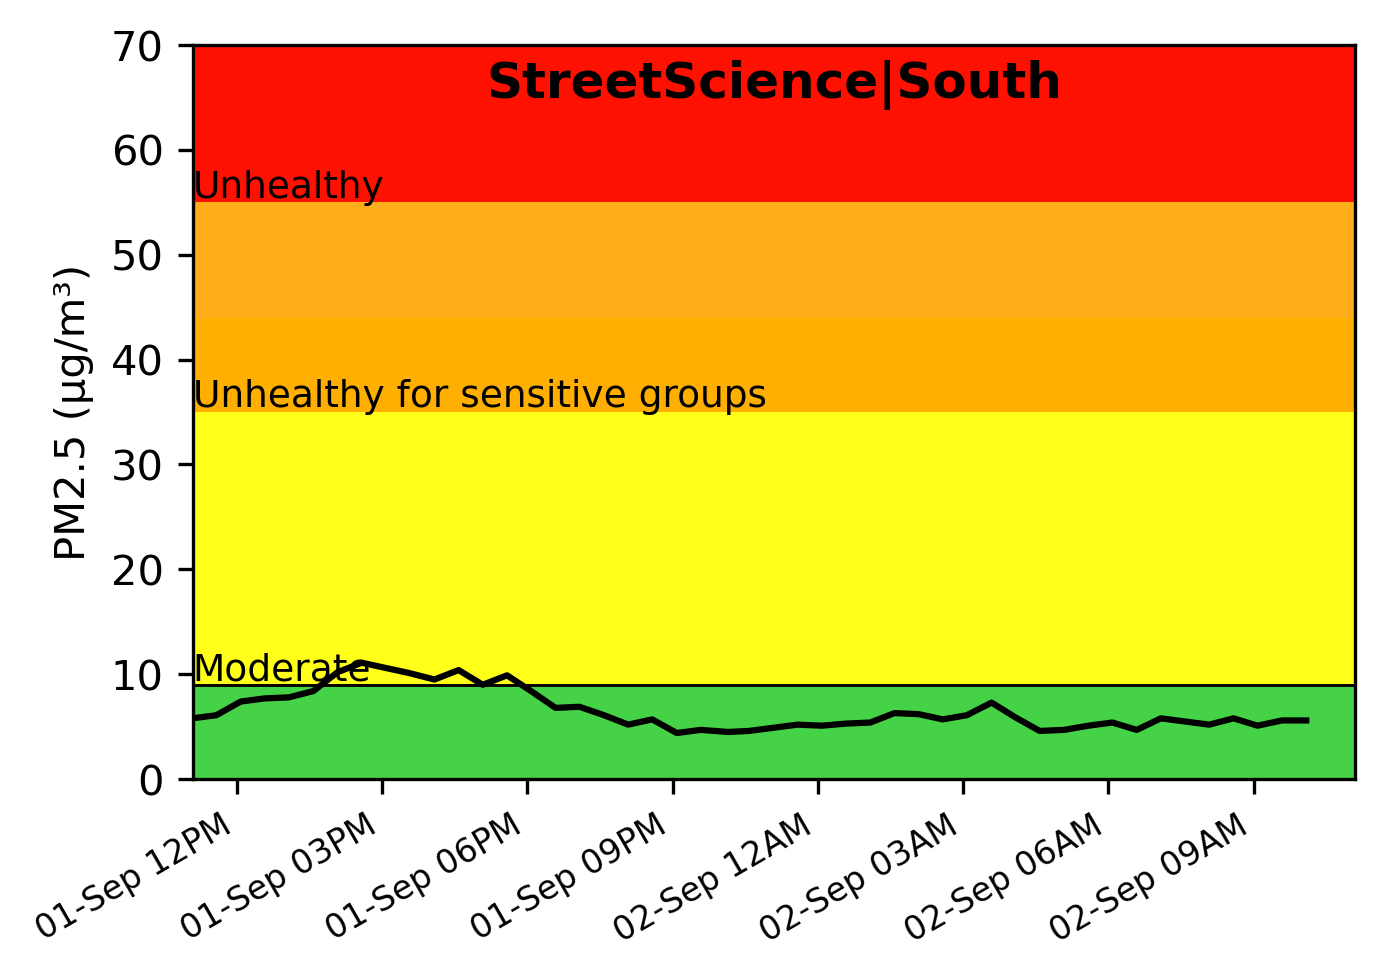 StreetScience|South
PM2.5 (µg/m³)
70
60
50
40
30
20
10
0
Unhealthy
Unhealthy for sensitive groups
Moderate
01-Sep 12PM
01-Sep 03PM
01-Sep 06PM
01-Sep 09PM
02-Sep 12AM
02-Sep 03AM
02-Sep 06AM
02-Sep 09AM